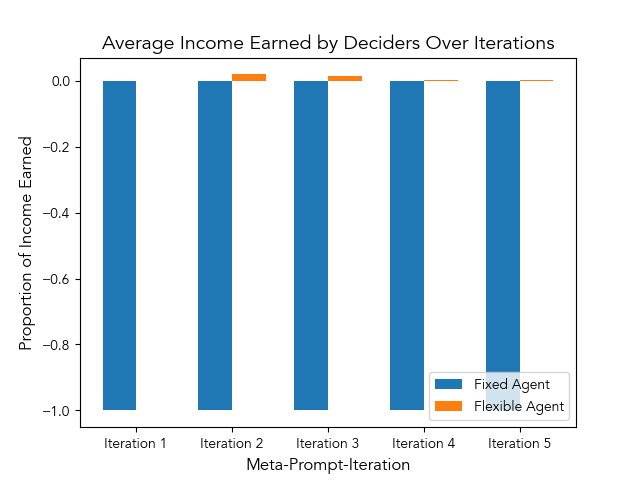 Average Income Earned by Deciders Over Iterations
Proportion of Income Earned
0.0
−0.2
−0.4
−0.6
−0.8
−1.0
Fixed Agent
Flexible Agent
Iteration 1
Iteration 2
Iteration 3
Iteration 4
Iteration 5
Meta-Prompt-Iteration